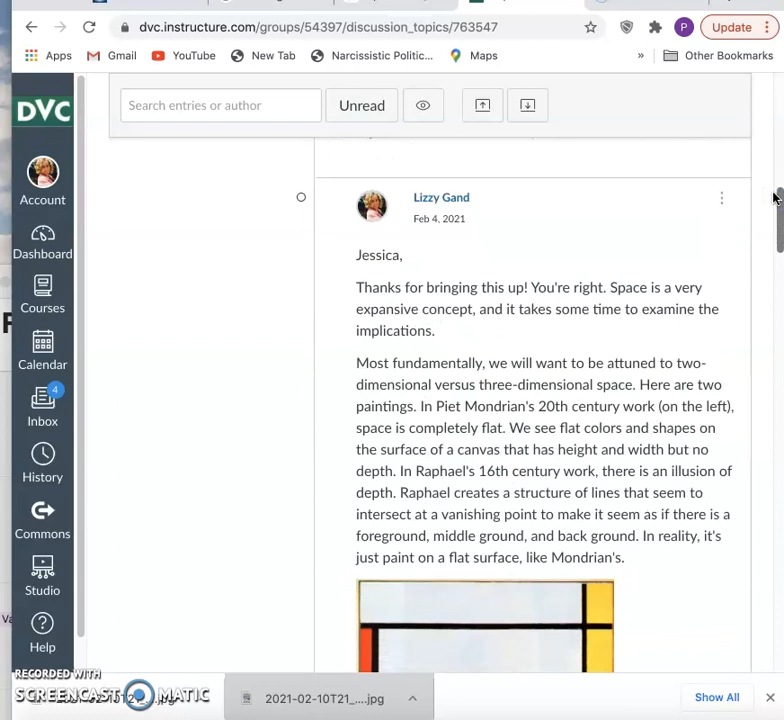 dvc.instructure.com/groups/54397/discussion_topics/763547
P
Update
Apps
Gmail
YouTube
New Tab
Narcissistic Politic...
Maps
»
Other Bookmarks
Search entries or author
Unread
DVC
Account
Dashboard
Courses
Calendar
4
Inbox
History
Commons
Studio
Help
Lizzy Gand
Feb 4, 2021
Jessica,
Thanks for bringing this up! You're right. Space is a very
expansive concept, and it takes some time to examine the
implications.
Most fundamentally, we will want to be attuned to two-
dimensional versus three-dimensional space. Here are two
paintings. In Piet Mondrian's 20th century work (on the left),
space is completely flat. We see flat colors and shapes on
the surface of a canvas that has height and width but no
depth. In Raphael's 16th century work, there is an illusion of
depth. Raphael creates a structure of lines that seem to
intersect at a vanishing point to make it seem as if there is a
foreground, middle ground, and back ground. In reality, it's
just paint on a flat surface, like Mondrian's.
RECORDED WITH
SCREENCAST MATIC
2021-02-10T21_....jpg
Show All